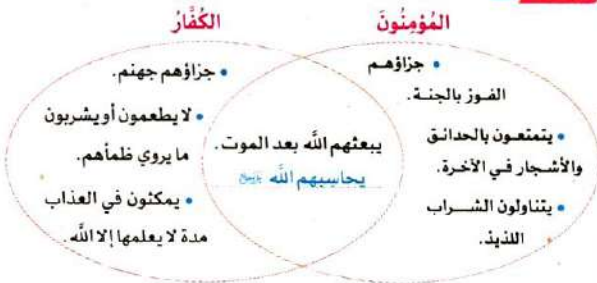 المُؤْمِنُونَ
• جزاؤهم
الفوز بالجنة.
• يتمتعون بالحدائق
والأشجار في الآخرة.
• يتناولون الشراب
اللذيذ.
يبعثهم الله بعد الموت.
يحاسبهم الله
الكُفَّارُ
• جزاؤهم جهنم.
• لا يطعمون أو يشربون
ما يروي ظمأهم.
• يمكثون في العذاب
مدة لا يعلمها إلا الله.